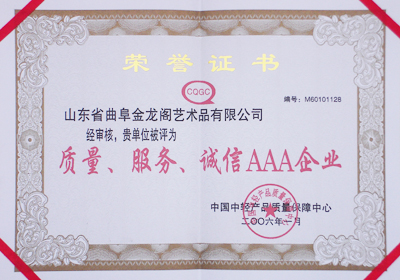 荣誉证书
CQGC
编号：M60101128
山东省曲阜金龙阁艺术品有限公司
经审核，贵单位被评为
质量、服务、诚信AAA企业
中国中轻产品质量保障中心
二〇〇六年一月